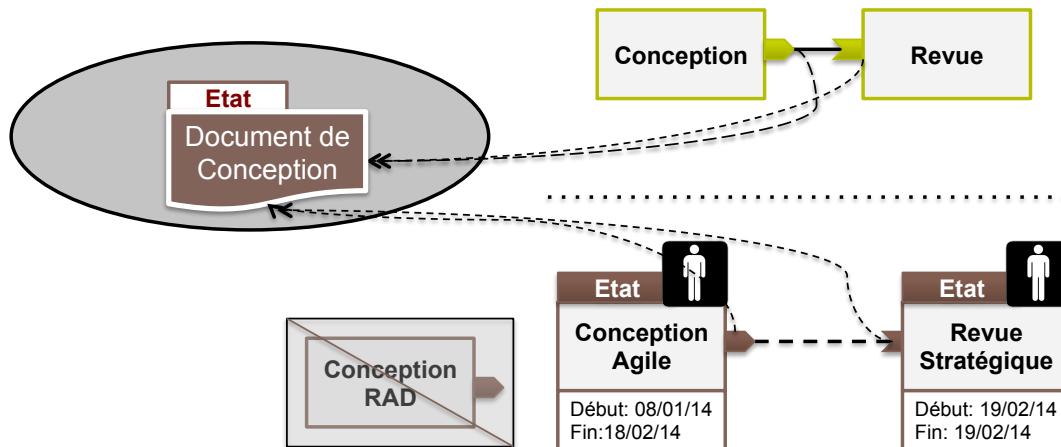 Conception
Revue
Etat
Document de
Conception
Etat
Conception
Agile
Début: 08/01/14
Fin:18/02/14
Etat
Revue
Stratégique
Début: 19/02/14
Fin: 19/02/14
Conception
RAD